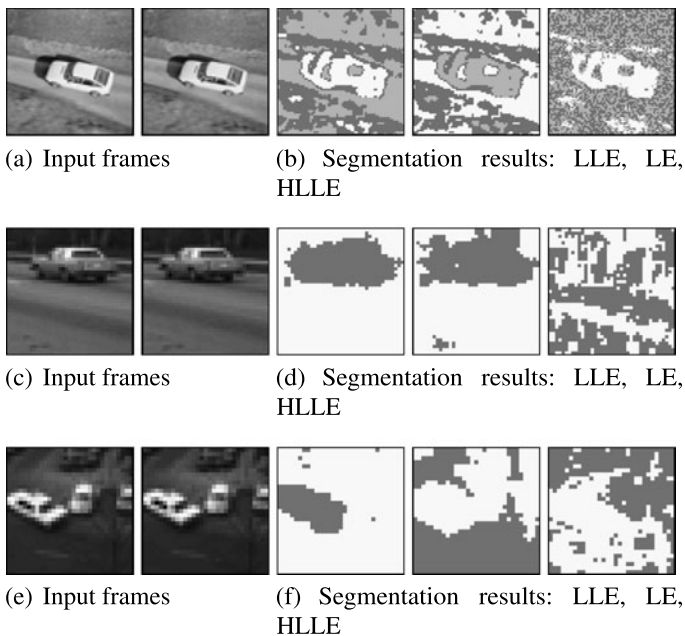 (a) Input frames
(b) Segmentation results: LLE, LE,
HLLE
(c) Input frames
(d) Segmentation results: LLE, LE,
HLLE
(e) Input frames
(f) Segmentation results: LLE, LE,
HLLE